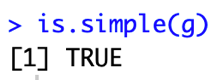 > is.simple(g)
[1] TRUE